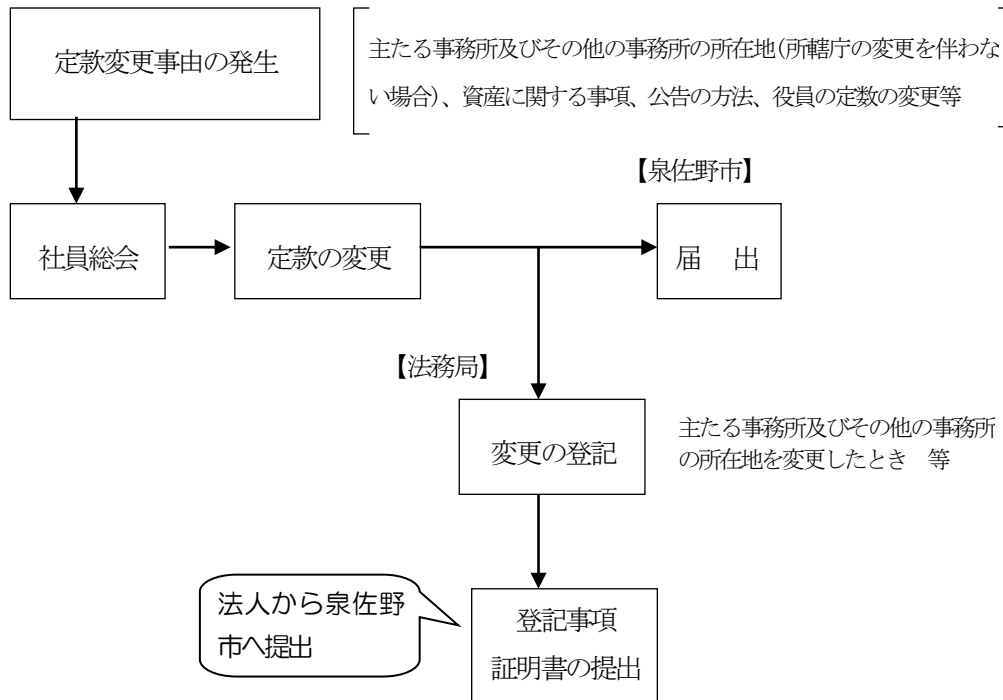 定款変更事由の発生
主たる事務所及びその他の事務所の所在地(所轄庁の変更を伴わな
い場合)、資産に関する事項、公告の方法、役員の定数の変更等
【泉佐野市】
社員総会
定款の変更
届　出
【法務局】
変更の登記
主たる事務所及びその他の事務所
の所在地を変更したとき　等
法人から泉佐野
市へ提出
登記事項
証明書の提出